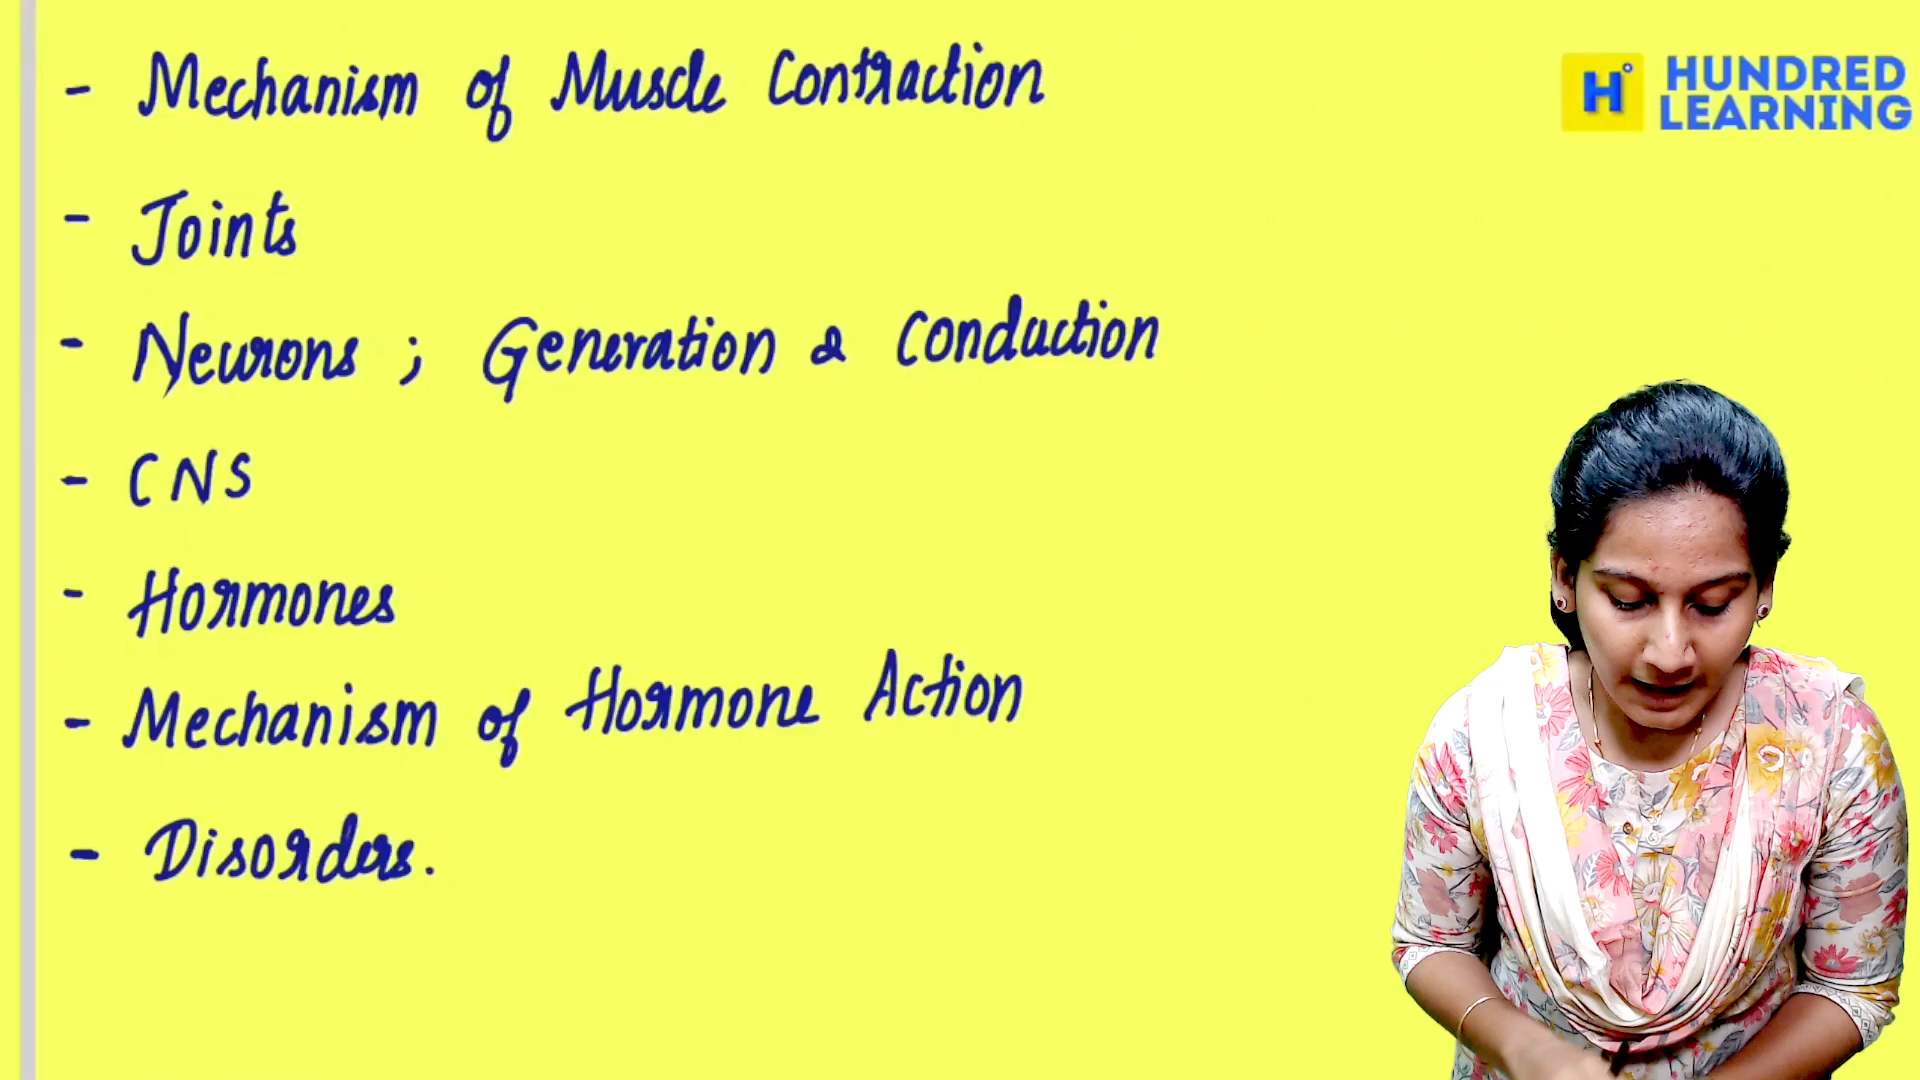 - Mechanism of Muscle Contraction
- Joints
- Neurons ; Generation & Conduction
- CNS
- Hormones
- Mechanism of Hormone Action
- Disorders.
H° HUNDRED
LEARNING